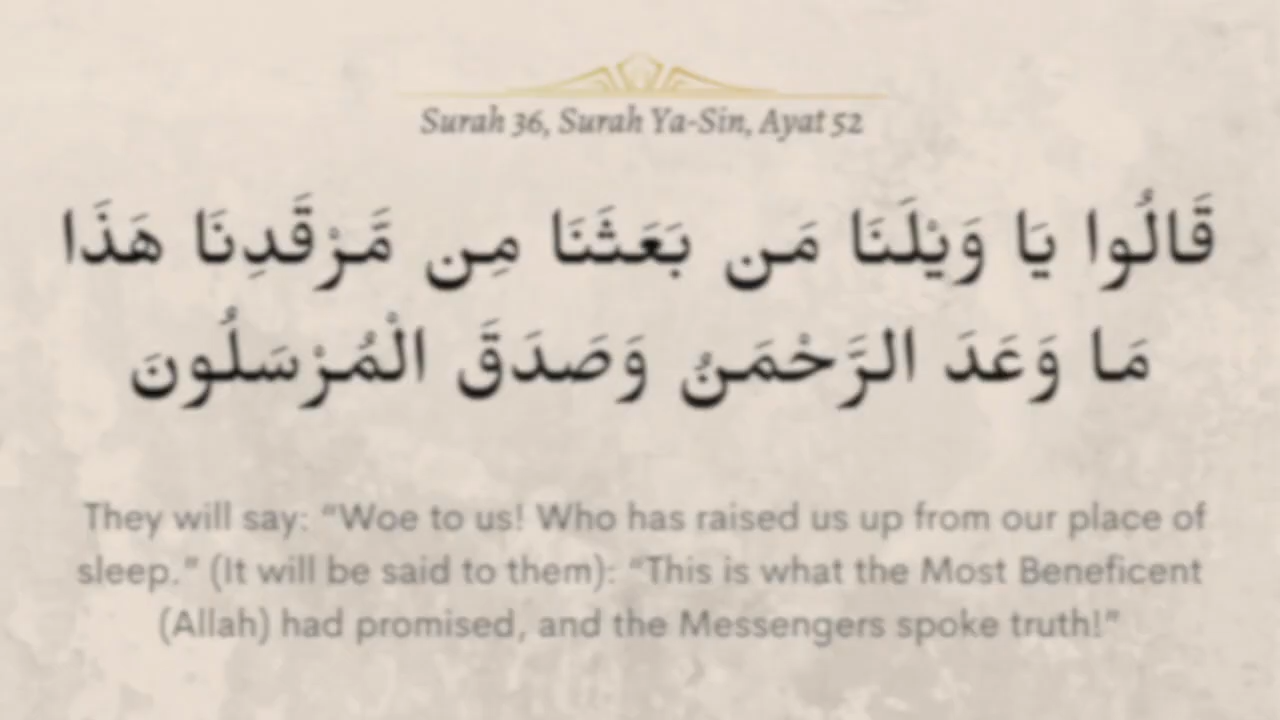 Surah 36, Surah Ya-Sin, Ayat 52
قَالُوا يَا وَيْلَنَا مَن بَعَثَنَا مِن مَّرْقَدِنَا هَذَا
مَا وَعَدَ الرَّحْمَنُ وَصَدَقَ الْمُرْسَلُونَ
They will say: “Woe to us! Who has raised us up from our place of
sleep.” (It will be said to them): “This is what the Most Beneficent
(Allah) had promised, and the Messengers spoke truth!”